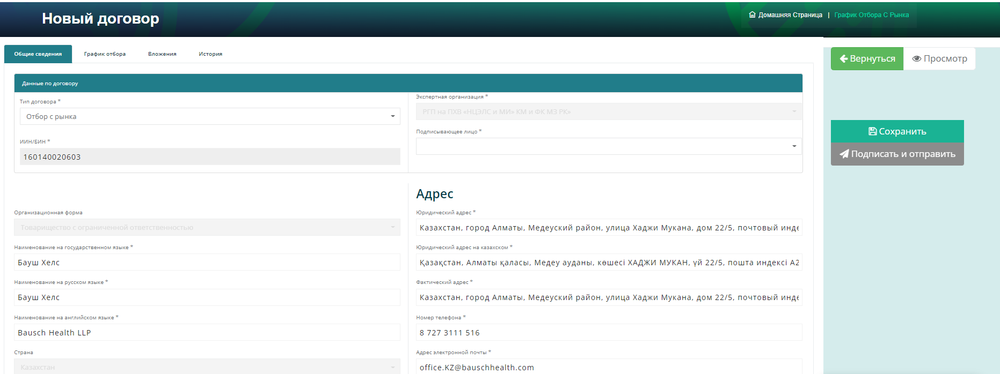 Новый договор
Домашняя Страница | График Отбора С Рынка
Общие сведения
График отбора
Вложения
История
Вернуться
Просмотр
Сохранить
Подписать и отправить
Данные по договору
Тип договора *
Отбор с рынка
ИИН/БИН *
160140020603
Экспертная организация *
РГП на ПХВ «НЦЭЛС и МИ» КМ и ФК МЗ РК»
Подписывающее лицо *
Организационная форма
Товарищество с ограниченной ответственностью
Наименование на государственном языке *
Бауш Хелс
Наименование на русском языке *
Бауш Хелс
Наименование на английском языке *
Bausch Health LLP
Страна
Казахстан
Адрес
Юридический адрес *
Казахстан, город Алматы, Медеуский район, улица Хаджи Мукана, дом 22/5, почтовый инде
Юридический адрес на казахском *
Қазақстан, Алматы қаласы, Медеу ауданы, көшесі ХАДЖИ МУКАН, үй 22/5, пошта индексі A2
Фактический адрес *
Казахстан, город Алматы, Медеуский район, улица Хаджи Мукана, дом 22/5, почтовый инде
Номер телефона *
8 727 3111 516
Адрес электронной почты *
office.KZ@bauschhealth.com